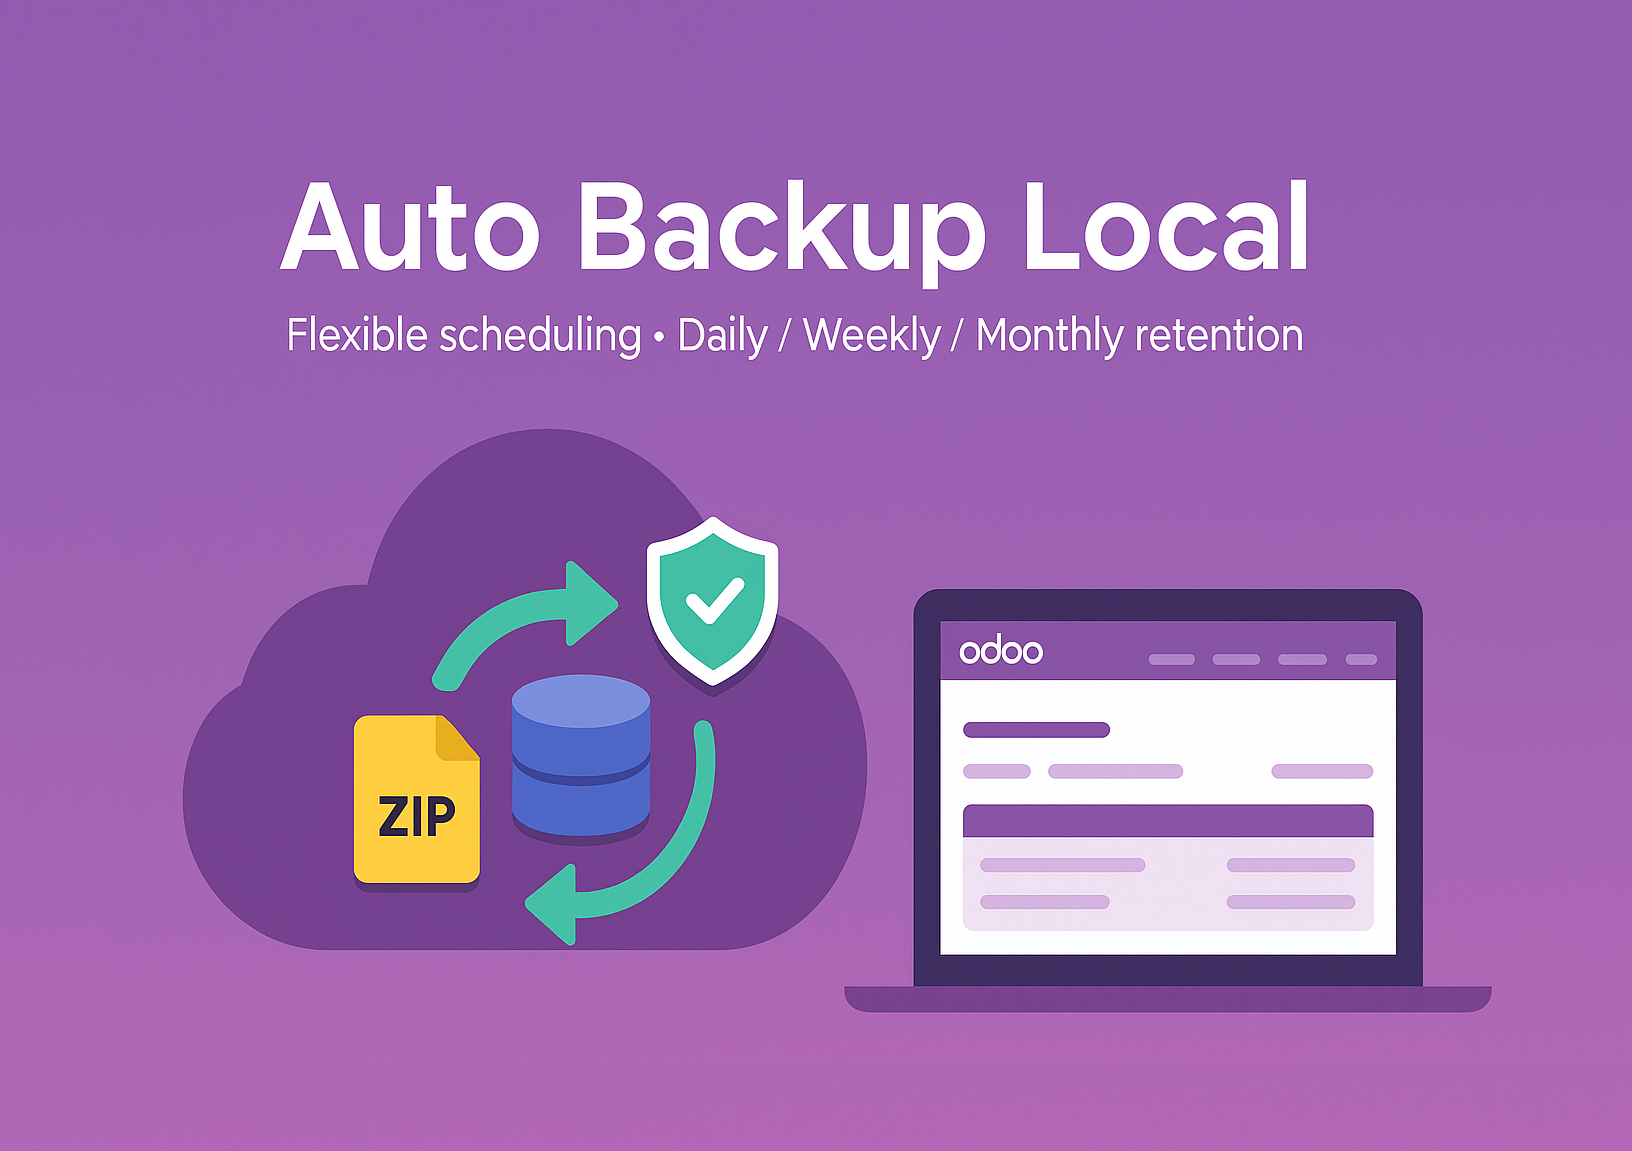 Auto Backup Local
Flexible scheduling • Daily / Weekly / Monthly retention
ZIP
odoo